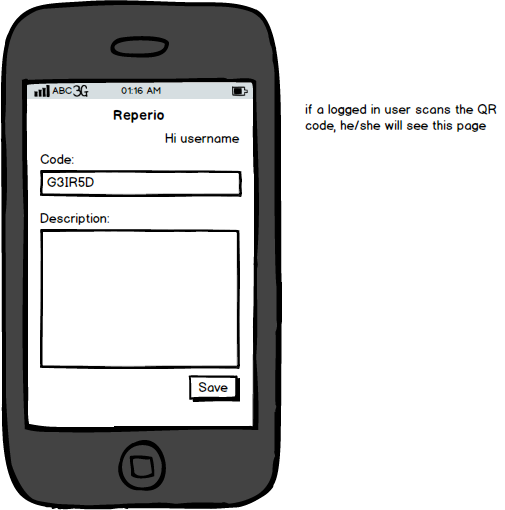 ABC 3G 01:16 AM
Reperio
Hi username
Code:
G3IR5D
Description:
Save
if a logged in user scans the QR
code, he/she will see this page